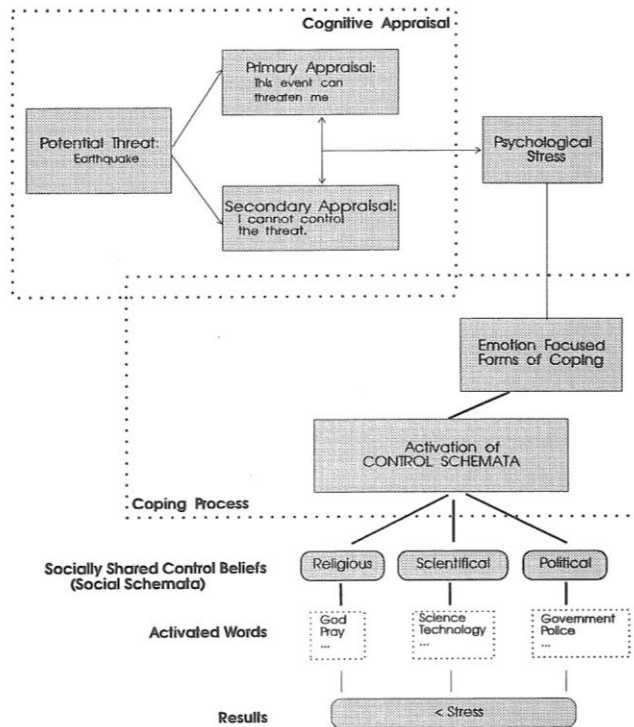 Cognitive Appraisal
Primary Appraisal:
This event can
threaten me
Potential Threat:
Earthquake
Psychological
Stress
Secondary Appraisal:
I cannot control
the threat.
Emotion Focused
Forms of Coping
Activation of
CONTROL SCHEMATA
Coping Process
Socially Shared Control Beliefs
(Social Schemata)
Religious
Scientifical
Political
Activated Words
God
Pray
...
Science
Technology
...
Government
Police
...
Results
< Stress